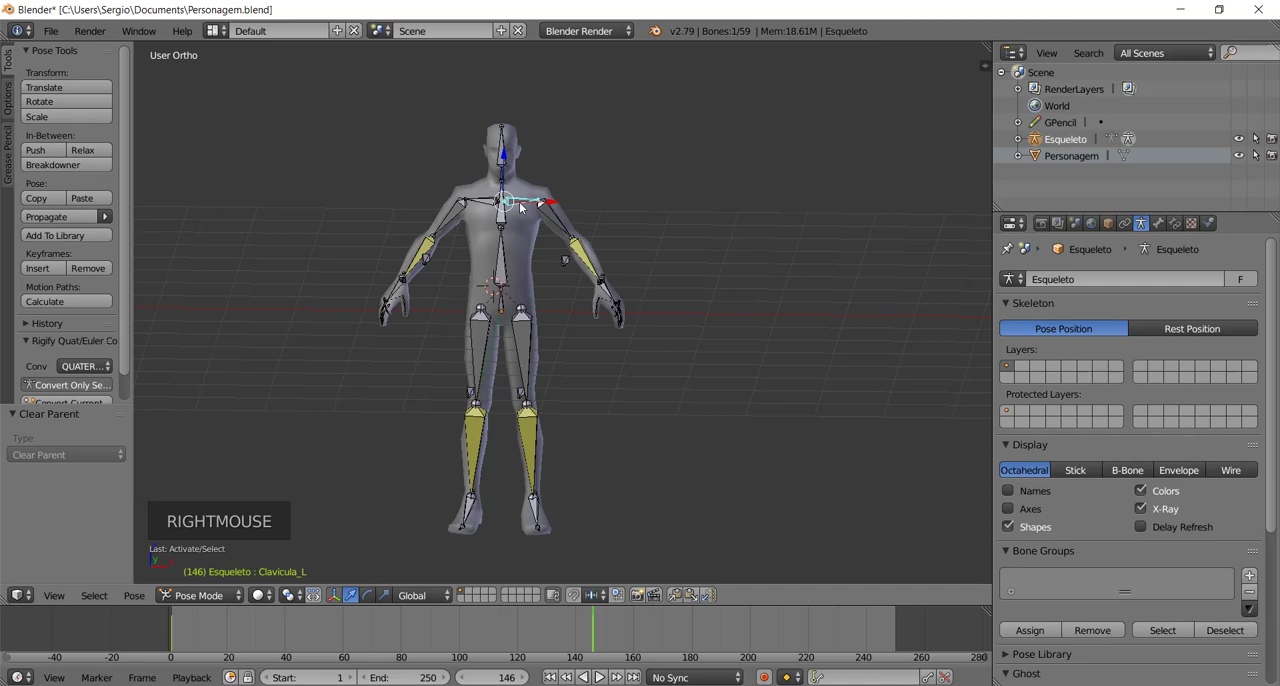 Blender* [C:\Users\Sergio\Documents\Personagem.blend]
File Render Window Help Default Scene Blender Render v2.79 | Bones:1/59 | Mem:18.61M | Esqueleto
Tools
Options
Grease Pencil
Pose Tools
Transform:
Translate
Rotate
Scale
In-Between:
Push Relax
Breakdowner
Pose:
Copy Paste
Propagate
Add To Library
Keyframes:
Insert Remove
Motion Paths:
Calculate
History
Rigify Quat/Euler Co
Conv QUATER...
Convert Only Se...
Clear Parent
Type
Clear Parent
User Ortho
RIGHTMOUSE
Last: Activate/Select
(146) Esqueleto : Clavicula_L
View Select Pose Pose Mode Global
-40 -20 0 20 40 60 80 100 120 140 160 180 200 220 240 260 280
View Marker Frame Playback Start: 1 End: 250 146 No Sync
View Search All Scenes
Scene
RenderLayers |
World
GPencil |
Esqueleto |
Personagem |
Esqueleto Esqueleto
Esqueleto F
Skeleton
Pose Position Rest Position
Layers:
Protected Layers:
Display
Octahedral Stick B-Bone Envelope Wire
Names Colors
Axes X-Ray
Shapes Delay Refresh
Bone Groups
Assign Remove Select Deselect
Pose Library
Ghost